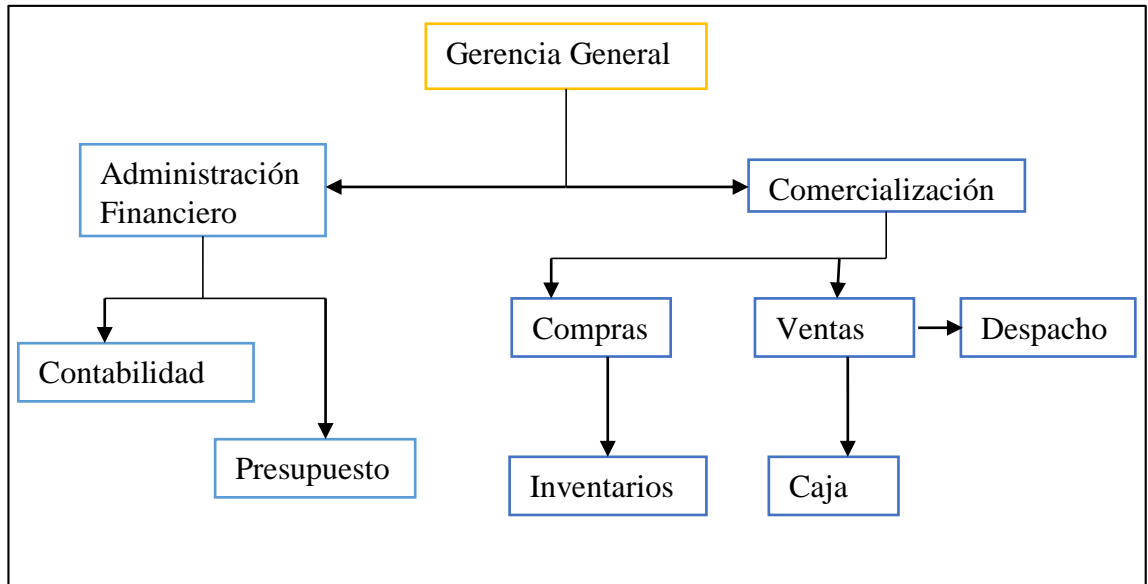 Gerencia General
Administración
Financiero
Comercialización
Compras
Ventas
Despacho
Contabilidad
Presupuesto
Inventarios
Caja